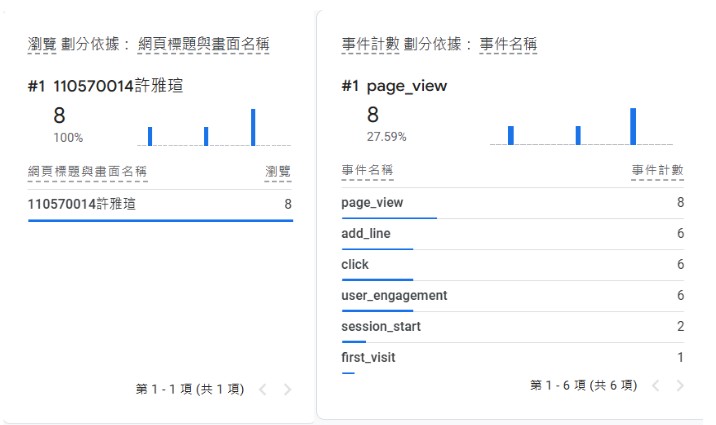 瀏覽 劃分依據： 網頁標題與畫面名稱
#1 110570014許雅瑄
8
100%
網頁標題與畫面名稱 瀏覽
110570014許雅瑄 8
第 1 - 1 項 (共 1 項)
事件計數 劃分依據： 事件名稱
#1 page_view
8
27.59%
事件名稱 事件計數
page_view 8
add_line 6
click 6
user_engagement 6
session_start 2
first_visit 1
第 1 - 6 項 (共 6 項)